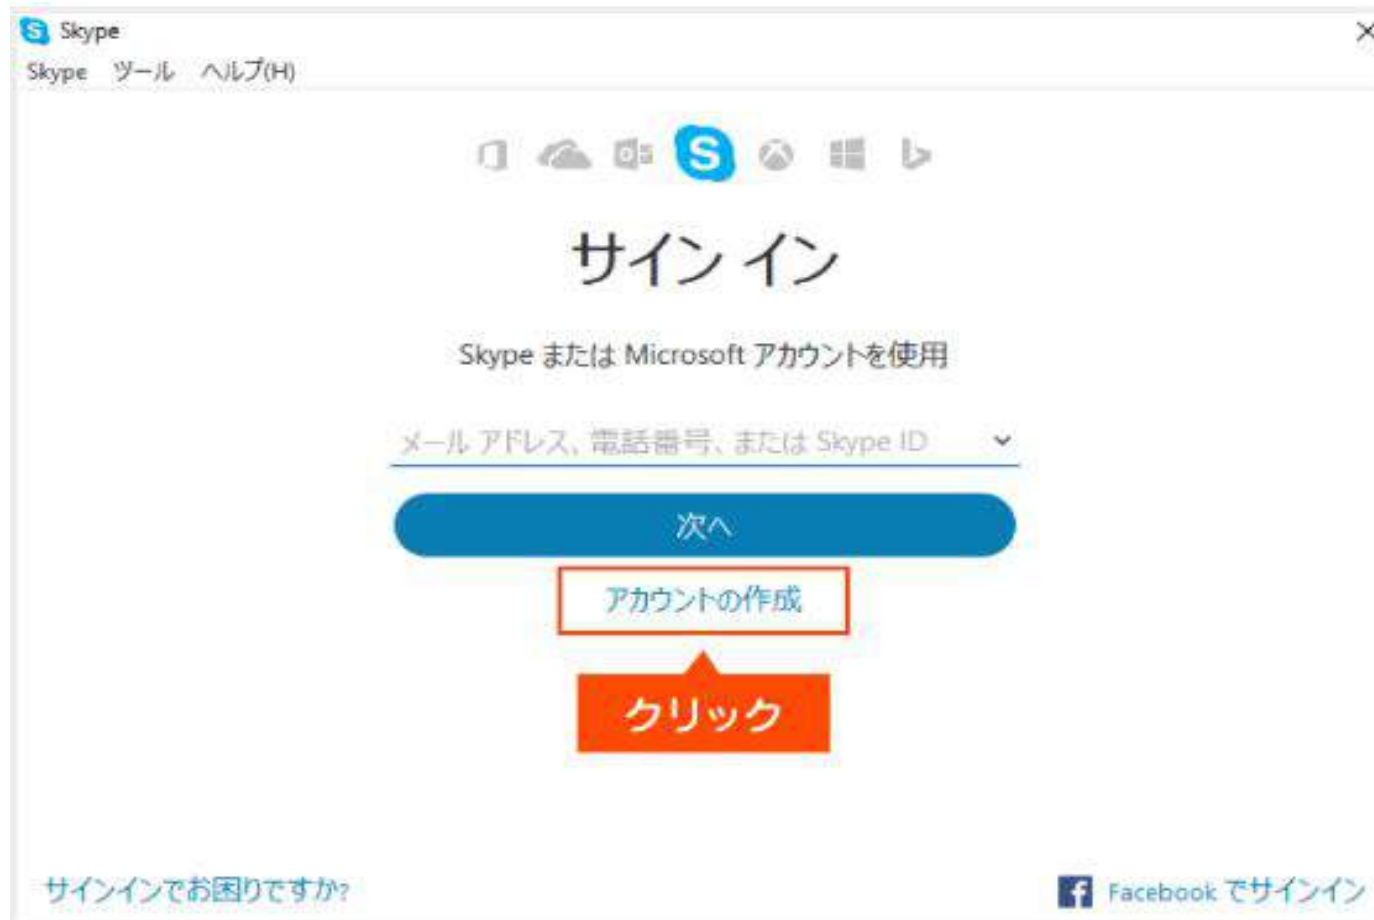 Skype
Skype ツール ヘルプ(H)
サイン イン
Skype または Microsoft アカウントを使用
メール アドレス、電話番号、または Skype ID
次へ
アカウントの作成
クリック
サインインでお困りですか?
Facebook でサインイン